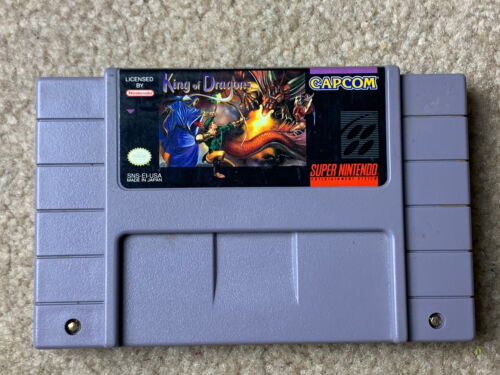 LICENSED
BY
Nintendo
King of Dragons
CAPCOM
SNS-EI-USA
MADE IN JAPAN
SUPER NINTENDO
ENTERTAINMENT SYSTEM